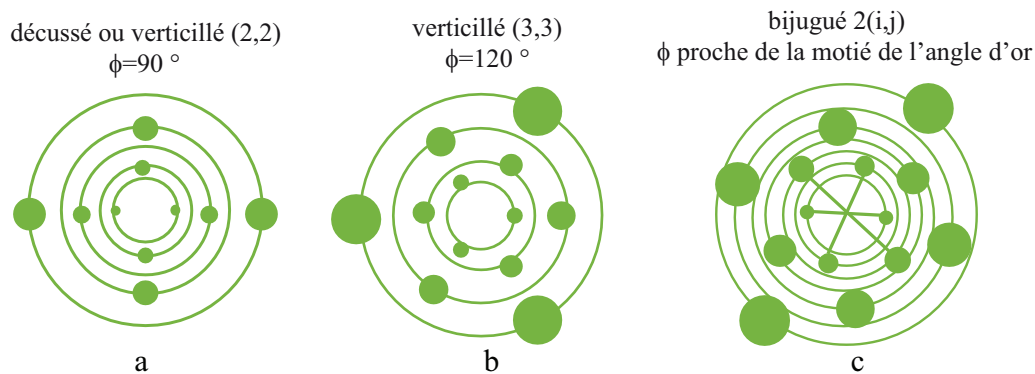 décussé ou verticillé (2,2)
ϕ=90 °
verticillé (3,3)
ϕ=120 °
bijugué 2(i,j)
ϕ proche de la motié de l'angle d'or
a
b
c